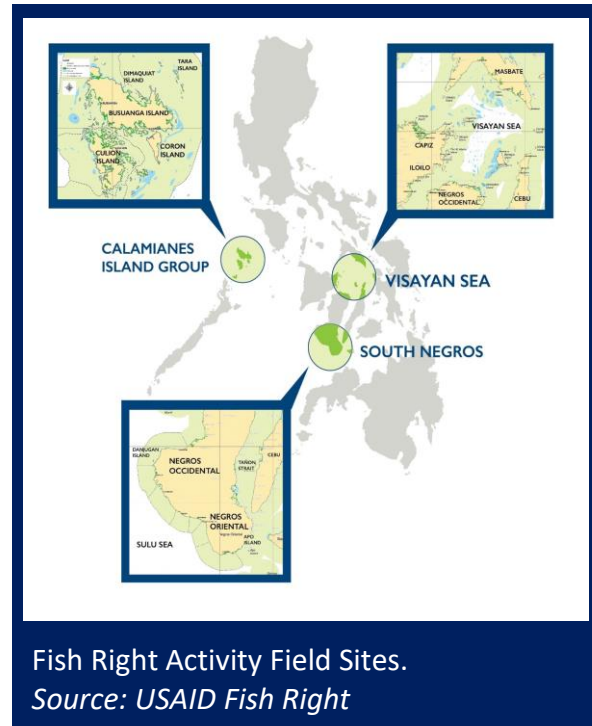 TARA
ISLAND
DIMAQUIAT
ISLAND
BUSUANGA ISLAND
CULION
ISLAND
CORON
ISLAND
MASBATE
VISAYAN SEA
CAPIZ
ILOILO
NEGROS
OCCIDENTAL
CEBU
CALAMIANES
ISLAND GROUP
VISAYAN SEA
SOUTH NEGROS
DANJUGAN
ISLAND
NEGROS
OCCIDENTAL
TAÑON
STRAIT
CEBU
NEGROS
ORIENTAL
APO
ISLAND
SULU SEA
Fish Right Activity Field Sites.
Source: USAID Fish Right